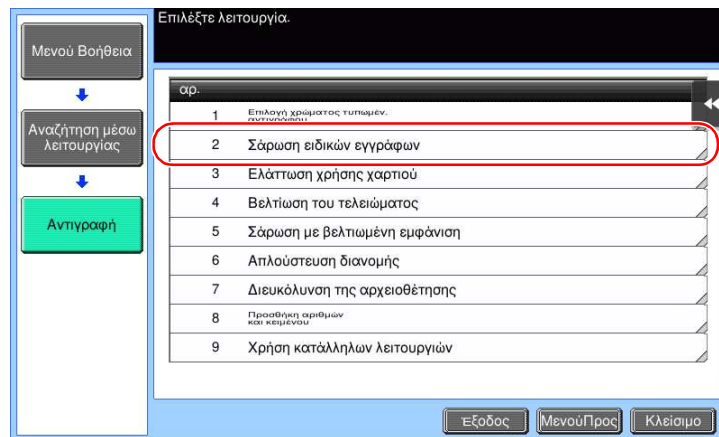 Επιλέξτε λειτουργία.
Μενού Βοήθεια
Αναζήτηση μέσω
λειτουργίας
Αντιγραφή
αρ.
1 Επιλογή χρώματος τυπωμέν.
αντιγράφου
2 Σάρωση ειδικών εγγράφων
3 Ελάττωση χρήσης χαρτιού
4 Βελτίωση του τελειώματος
5 Σάρωση με βελτιωμένη εμφάνιση
6 Απλούστευση διανομής
7 Διευκόλυνση της αρχειοθέτησης
8 Προσθήκη αριθμών
και κειμένου
9 Χρήση κατάλληλων λειτουργιών
Έξοδος
ΜενούΠρος
Κλείσιμο